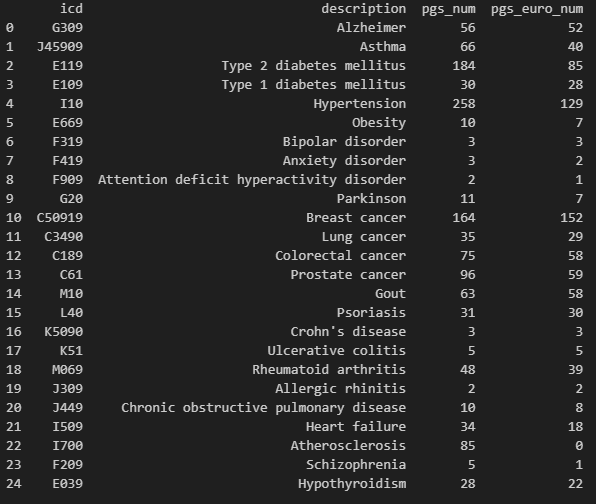 icd description pgs_num pgs_euro_num
0 G309 Alzheimer 56 52
1 J45909 Asthma 66 40
2 E119 Type 2 diabetes mellitus 184 85
3 E109 Type 1 diabetes mellitus 30 28
4 I10 Hypertension 258 129
5 E669 Obesity 10 7
6 F319 Bipolar disorder 3 3
7 F419 Anxiety disorder 3 2
8 F909 Attention deficit hyperactivity disorder 2 1
9 G20 Parkinson 11 7
10 C50919 Breast cancer 164 152
11 C3490 Lung cancer 35 29
12 C189 Colorectal cancer 75 58
13 C61 Prostate cancer 96 59
14 M10 Gout 63 58
15 L40 Psoriasis 31 30
16 K5090 Crohn's disease 3 3
17 K51 Ulcerative colitis 5 5
18 M069 Rheumatoid arthritis 48 39
19 J309 Allergic rhinitis 2 2
20 J449 Chronic obstructive pulmonary disease 10 8
21 I509 Heart failure 34 18
22 I700 Atherosclerosis 85 0
23 F209 Schizophrenia 5 1
24 E039 Hypothyroidism 28 22